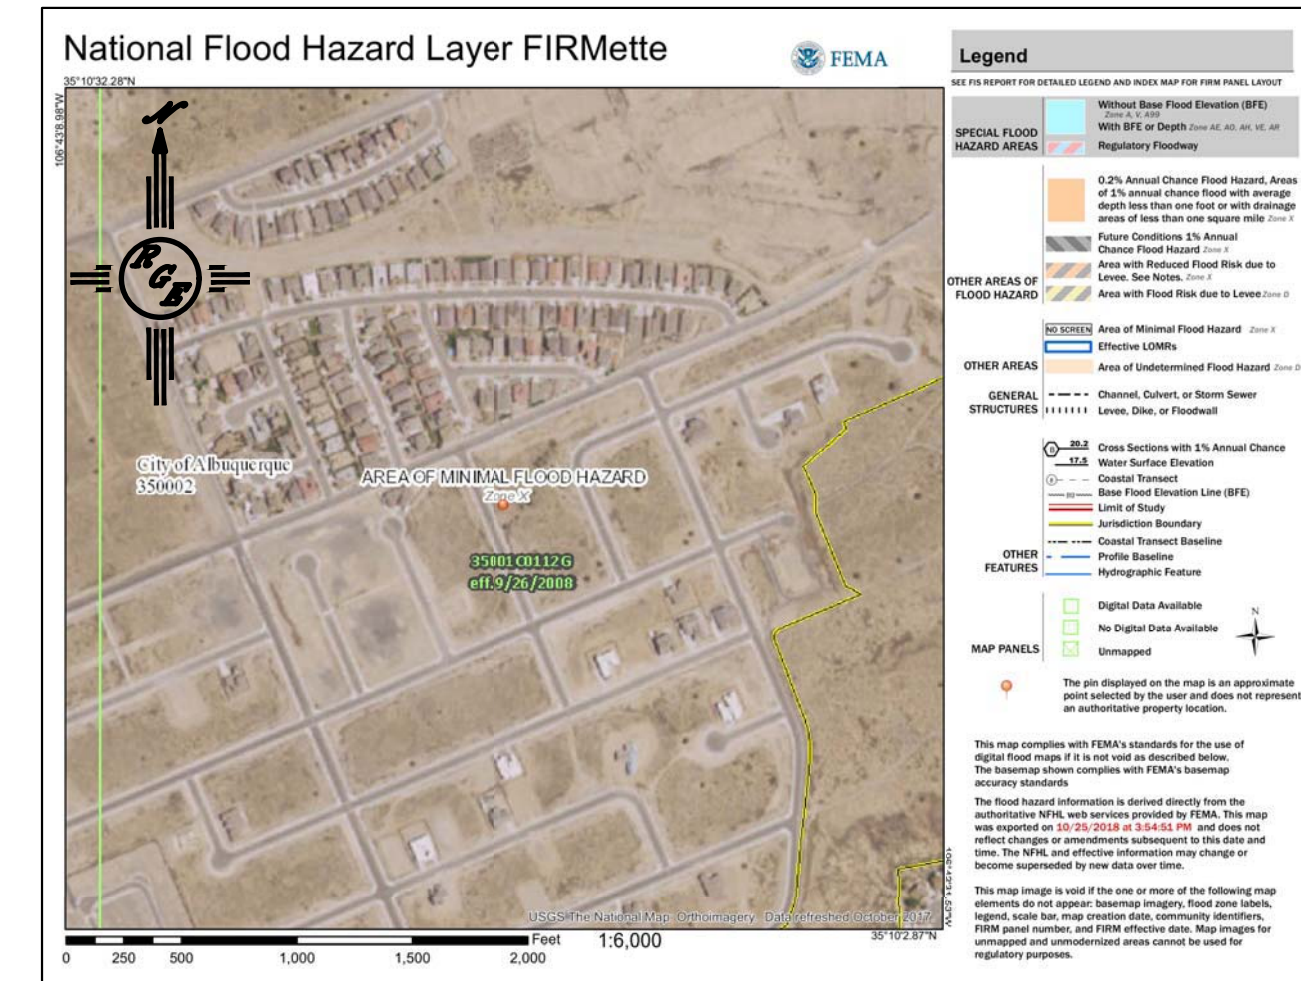 National Flood Hazard Layer FIRMette
FEMA
35°10'32.28"N
106°43'8.98"W
N
RGE
City of Albuquerque
350002
AREA OF MINIMAL FLOOD HAZARD
Zone X
35001C0112G
eff. 9/26/2008
USGS The National Map: Orthoimagery. Data refreshed October 2017.
35°10'2.87"N
Feet
1:6,000
0 250 500 1,000 1,500 2,000
Legend
SEE FIS REPORT FOR DETAILED LEGEND AND INDEX MAP FOR FIRM PANEL LAYOUT
SPECIAL FLOOD
HAZARD AREAS
Without Base Flood Elevation (BFE)
Zone A, V, A99
With BFE or Depth Zone AE, AO, AH, VE, AR
Regulatory Floodway
OTHER AREAS OF
FLOOD HAZARD
0.2% Annual Chance Flood Hazard, Areas
of 1% annual chance flood with average
depth less than one foot or with drainage
areas of less than one square mile Zone X
Future Conditions 1% Annual
Chance Flood Hazard Zone X
Area with Reduced Flood Risk due to
Levee. See Notes. Zone X
Area with Flood Risk due to Levee Zone D
OTHER AREAS
NO SCREEN Area of Minimal Flood Hazard Zone X
Effective LOMRs
Area of Undetermined Flood Hazard Zone D
GENERAL
STRUCTURES
Channel, Culvert, or Storm Sewer
Levee, Dike, or Floodwall
OTHER
FEATURES
20.2 Cross Sections with 1% Annual Chance
17.5 Water Surface Elevation
Coastal Transect
Base Flood Elevation Line (BFE)
Limit of Study
Jurisdiction Boundary
Coastal Transect Baseline
Profile Baseline
Hydrographic Feature
MAP PANELS
Digital Data Available
No Digital Data Available
Unmapped
N
The pin displayed on the map is an approximate
point selected by the user and does not represent
an authoritative property location.
This map complies with FEMA's standards for the use of
digital flood maps if it is not void as described below.
The basemap shown complies with FEMA's basemap
accuracy standards
The flood hazard information is derived directly from the
authoritative NFHL web services provided by FEMA. This map
was exported on 10/25/2018 at 3:54:51 PM and does not
reflect changes or amendments subsequent to this date and
time. The NFHL and effective information may change or
become superseded by new data over time.
This map image is void if the one or more of the following map
elements do not appear: basemap imagery, flood zone labels,
legend, scale bar, map creation date, community identifiers,
FIRM panel number, and FIRM effective date. Map images for
unmapped and unmodernized areas cannot be used for
regulatory purposes.